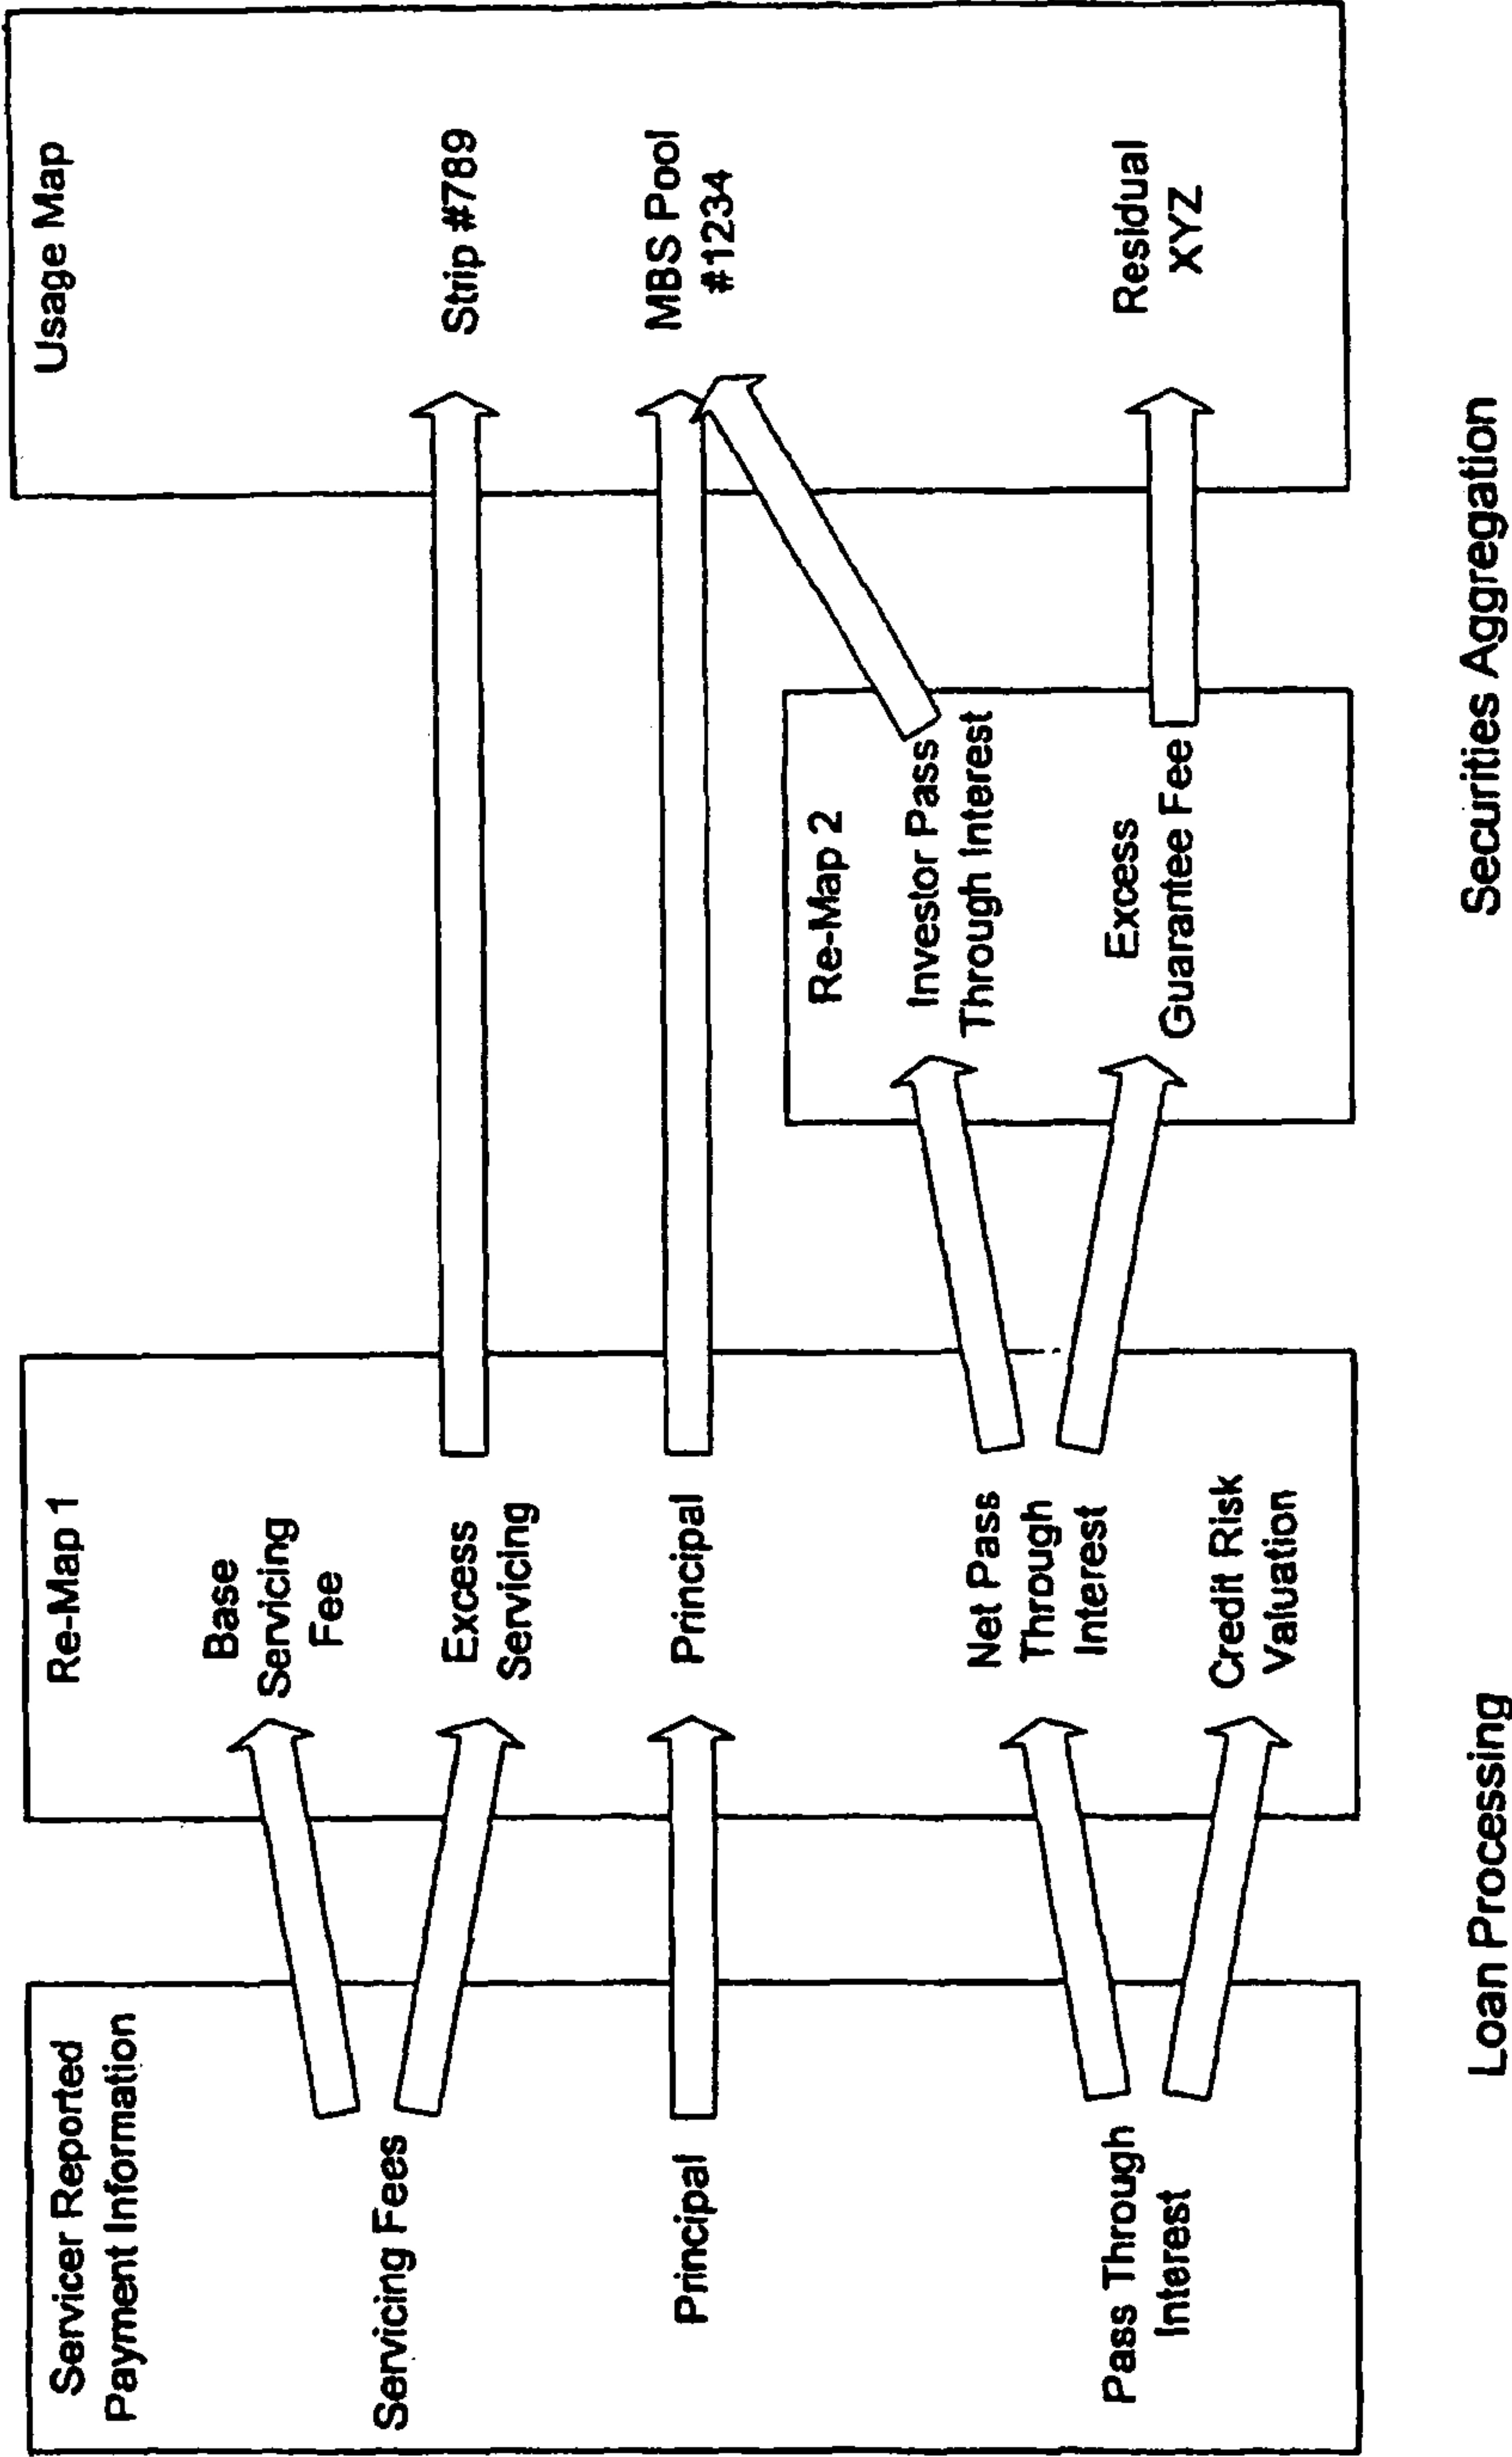 Servicer Reported
Payment Information
Servicing Fees
Principal
Pass Through
Interest
Re-Map 1
Base
Servicing
Fee
Excess
Servicing
Principal
Net Pass
Through
Interest
Credit Risk
Valuation
Re-Map 2
Investor Pass
Through Interest
Excess
Guarantee Fee
Usage Map
Strip #789
MBS Pool
#1234
Residual
XYZ
Loan Processing
Securities Aggregation